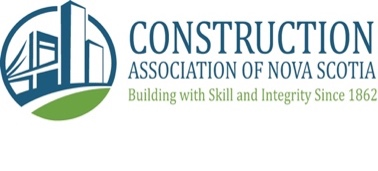 CONSTRUCTION
ASSOCIATION OF NOVA SCOTIA
Building with Skill and Integrity Since 1862